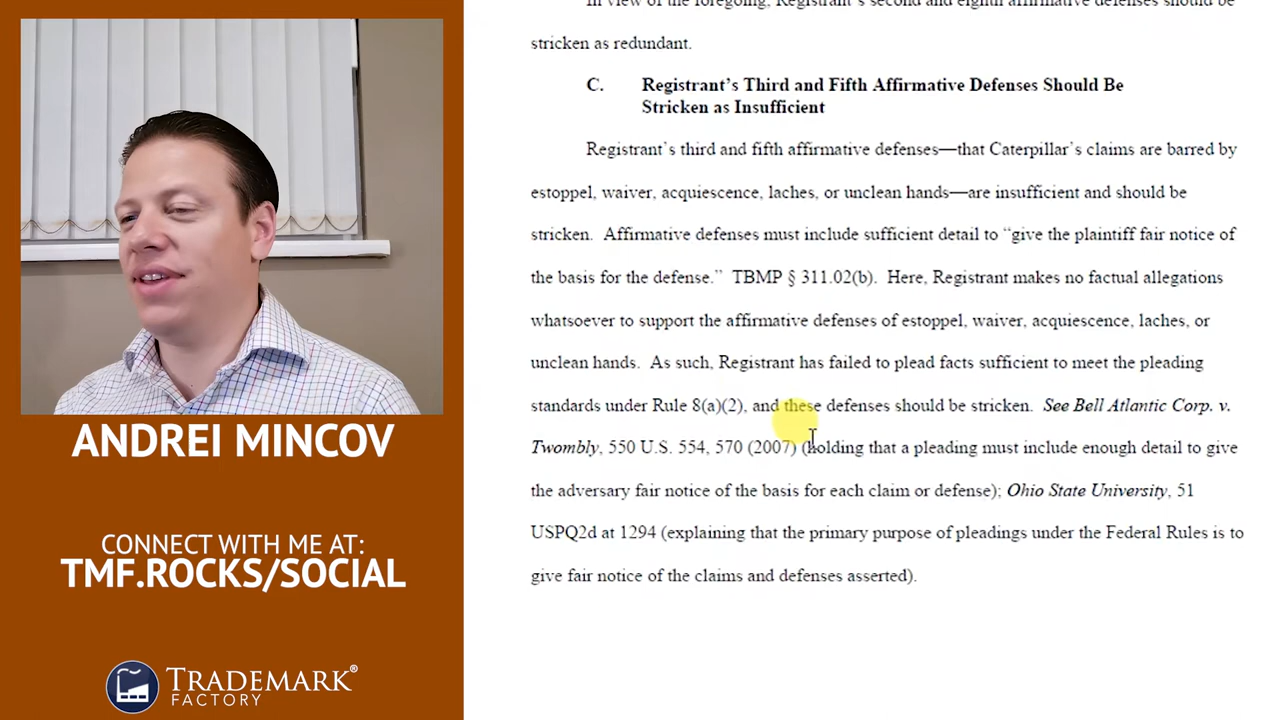 In view of the foregoing, Registrant's second and eighth affirmative defenses should be
stricken as redundant.
C. Registrant's Third and Fifth Affirmative Defenses Should Be
Stricken as Insufficient
Registrant's third and fifth affirmative defenses—that Caterpillar's claims are barred by
estoppel, waiver, acquiescence, laches, or unclean hands—are insufficient and should be
stricken. Affirmative defenses must include sufficient detail to “give the plaintiff fair notice of
the basis for the defense.” TBMP § 311.02(b). Here, Registrant makes no factual allegations
whatsoever to support the affirmative defenses of estoppel, waiver, acquiescence, laches, or
unclean hands. As such, Registrant has failed to plead facts sufficient to meet the pleading
standards under Rule 8(a)(2), and these defenses should be stricken. See Bell Atlantic Corp. v.
Twombly, 550 U.S. 554, 570 (2007) (holding that a pleading must include enough detail to give
the adversary fair notice of the basis for each claim or defense); Ohio State University, 51
USPQ2d at 1294 (explaining that the primary purpose of pleadings under the Federal Rules is to
give fair notice of the claims and defenses asserted).
ANDREI MINCOV
CONNECT WITH ME AT:
TMF.ROCKS/SOCIAL
TRADEMARK®
FACTORY